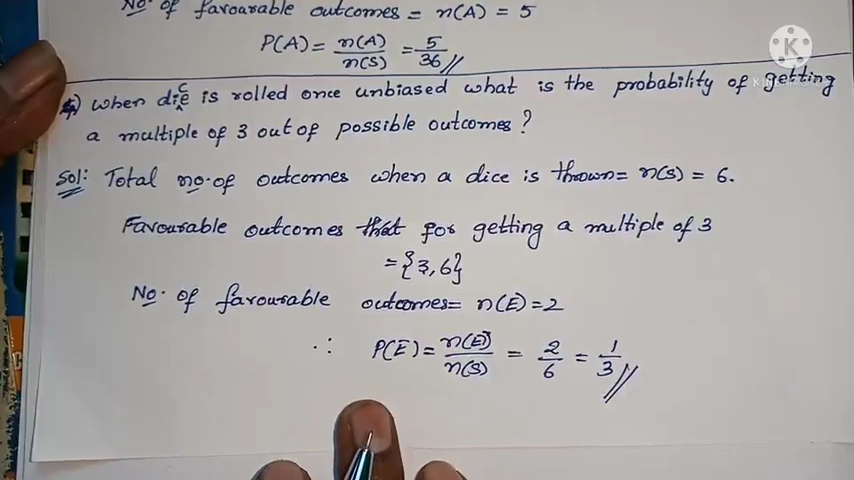 No. of favourable outcomes = n(A) = 5
P(A) = n(A)/n(S) = 5/36 //
4) When dice is rolled once unbiased what is the probability of getting
a multiple of 3 out of possible outcomes?
Sol: Total no. of outcomes when a dice is thrown = n(S) = 6.
Favourable outcomes that for getting a multiple of 3
= {3, 6}
No. of favourable outcomes = n(E) = 2
∴ P(E) = n(E)/n(S) = 2/6 = 1/3 //